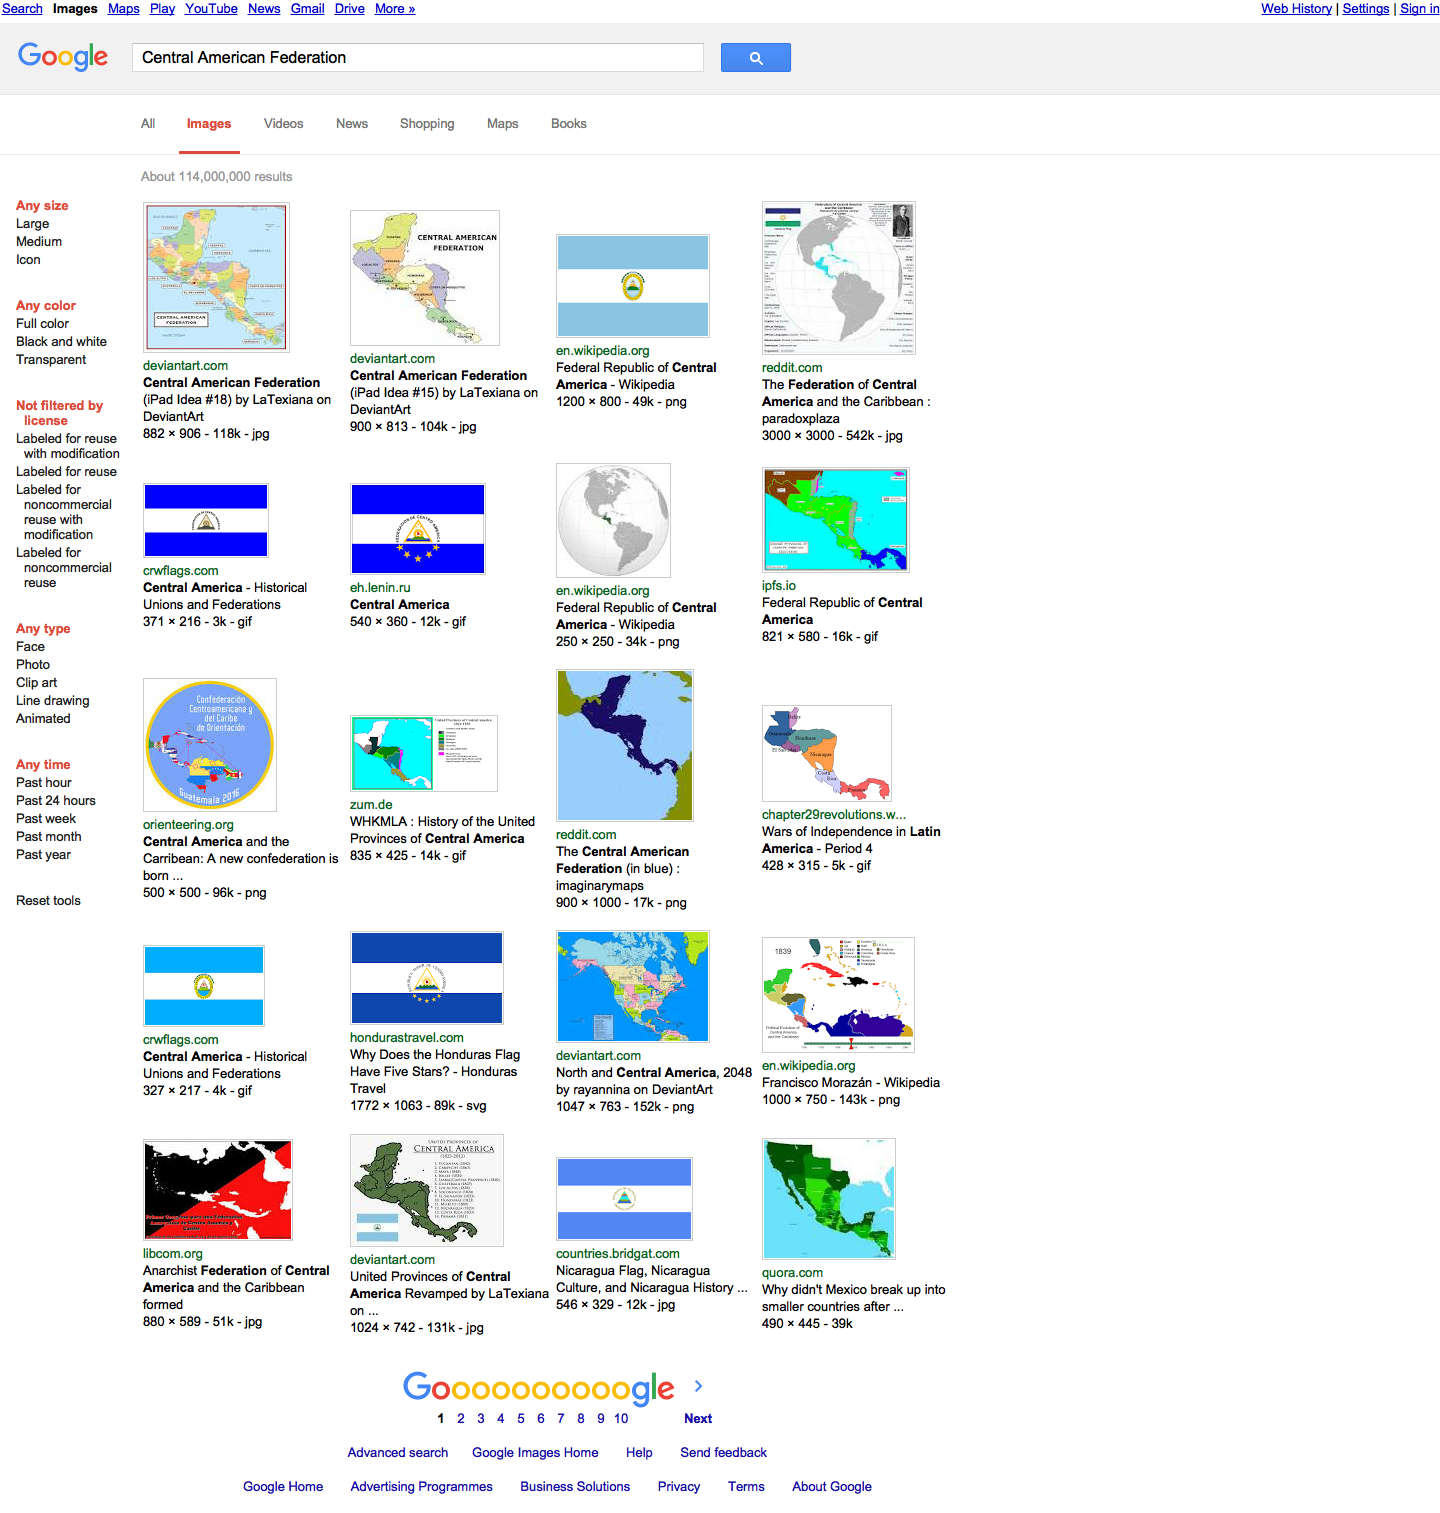 Search Images Maps Play YouTube News Gmail Drive More »
Web History | Settings | Sign in
Google
Central American Federation
All Images Videos News Shopping Maps Books
About 114,000,000 results
Any size
Large
Medium
Icon
Any color
Full color
Black and white
Transparent
Not filtered by
license
Labeled for reuse
with modification
Labeled for reuse
Labeled for
noncommercial
reuse with
modification
Labeled for
noncommercial
reuse
Any type
Face
Photo
Clip art
Line drawing
Animated
Any time
Past hour
Past 24 hours
Past week
Past month
Past year
Reset tools
CENTRAL AMERICAN
FEDERATION
deviantart.com
Central American Federation
(iPad Idea #18) by LaTexiana on
DeviantArt
882 × 906 - 118k - jpg
CENTRAL AMERICAN
FEDERATION
deviantart.com
Central American Federation
(iPad Idea #15) by LaTexiana on
DeviantArt
900 × 813 - 104k - jpg
en.wikipedia.org
Federal Republic of Central
America - Wikipedia
1200 × 800 - 49k - png
reddit.com
The Federation of Central
America and the Caribbean :
paradoxplaza
3000 × 3000 - 542k - jpg
crwflags.com
Central America - Historical
Unions and Federations
371 × 216 - 3k - gif
eh.lenin.ru
Central America
540 × 360 - 12k - gif
en.wikipedia.org
Federal Republic of Central
America - Wikipedia
250 × 250 - 34k - png
ipfs.io
Federal Republic of Central
America
821 × 580 - 16k - gif
Confederación
Centroamericana y
del Caribe
de Orientación
Guatemala 2016
orienteering.org
Central America and the
Carribean: A new confederation is
born ...
500 × 500 - 96k - png
zum.de
WHKMLA : History of the United
Provinces of Central America
835 × 425 - 14k - gif
reddit.com
The Central American
Federation (in blue) :
imaginarymaps
900 × 1000 - 17k - png
Belize
Guatemala
Honduras
El Salvador
Nicaragua
Costa
Rica
Panama
chapter29revolutions.w...
Wars of Independence in Latin
America - Period 4
428 × 315 - 5k - gif
crwflags.com
Central America - Historical
Unions and Federations
327 × 217 - 4k - gif
hondurastravel.com
Why Does the Honduras Flag
Have Five Stars? - Honduras
Travel
1772 × 1063 - 89k - svg
deviantart.com
North and Central America, 2048
by rayannina on DeviantArt
1047 × 763 - 152k - png
1839
Political Evolution of
Central America
and the Caribbean
en.wikipedia.org
Francisco Morazán - Wikipedia
1000 × 750 - 143k - png
libcom.org
Anarchist Federation of Central
America and the Caribbean
formed
880 × 589 - 51k - jpg
UNITED PROVINCES OF
CENTRAL AMERICA
deviantart.com
United Provinces of Central
America Revamped by LaTexiana
on ...
1024 × 742 - 131k - jpg
countries.bridgat.com
Nicaragua Flag, Nicaragua
Culture, and Nicaragua History ...
546 × 329 - 12k - jpg
quora.com
Why didn't Mexico break up into
smaller countries after ...
490 × 445 - 39k
Goooooooooogle
1 2 3 4 5 6 7 8 9 10 Next
Advanced search Google Images Home Help Send feedback
Google Home Advertising Programmes Business Solutions Privacy Terms About Google